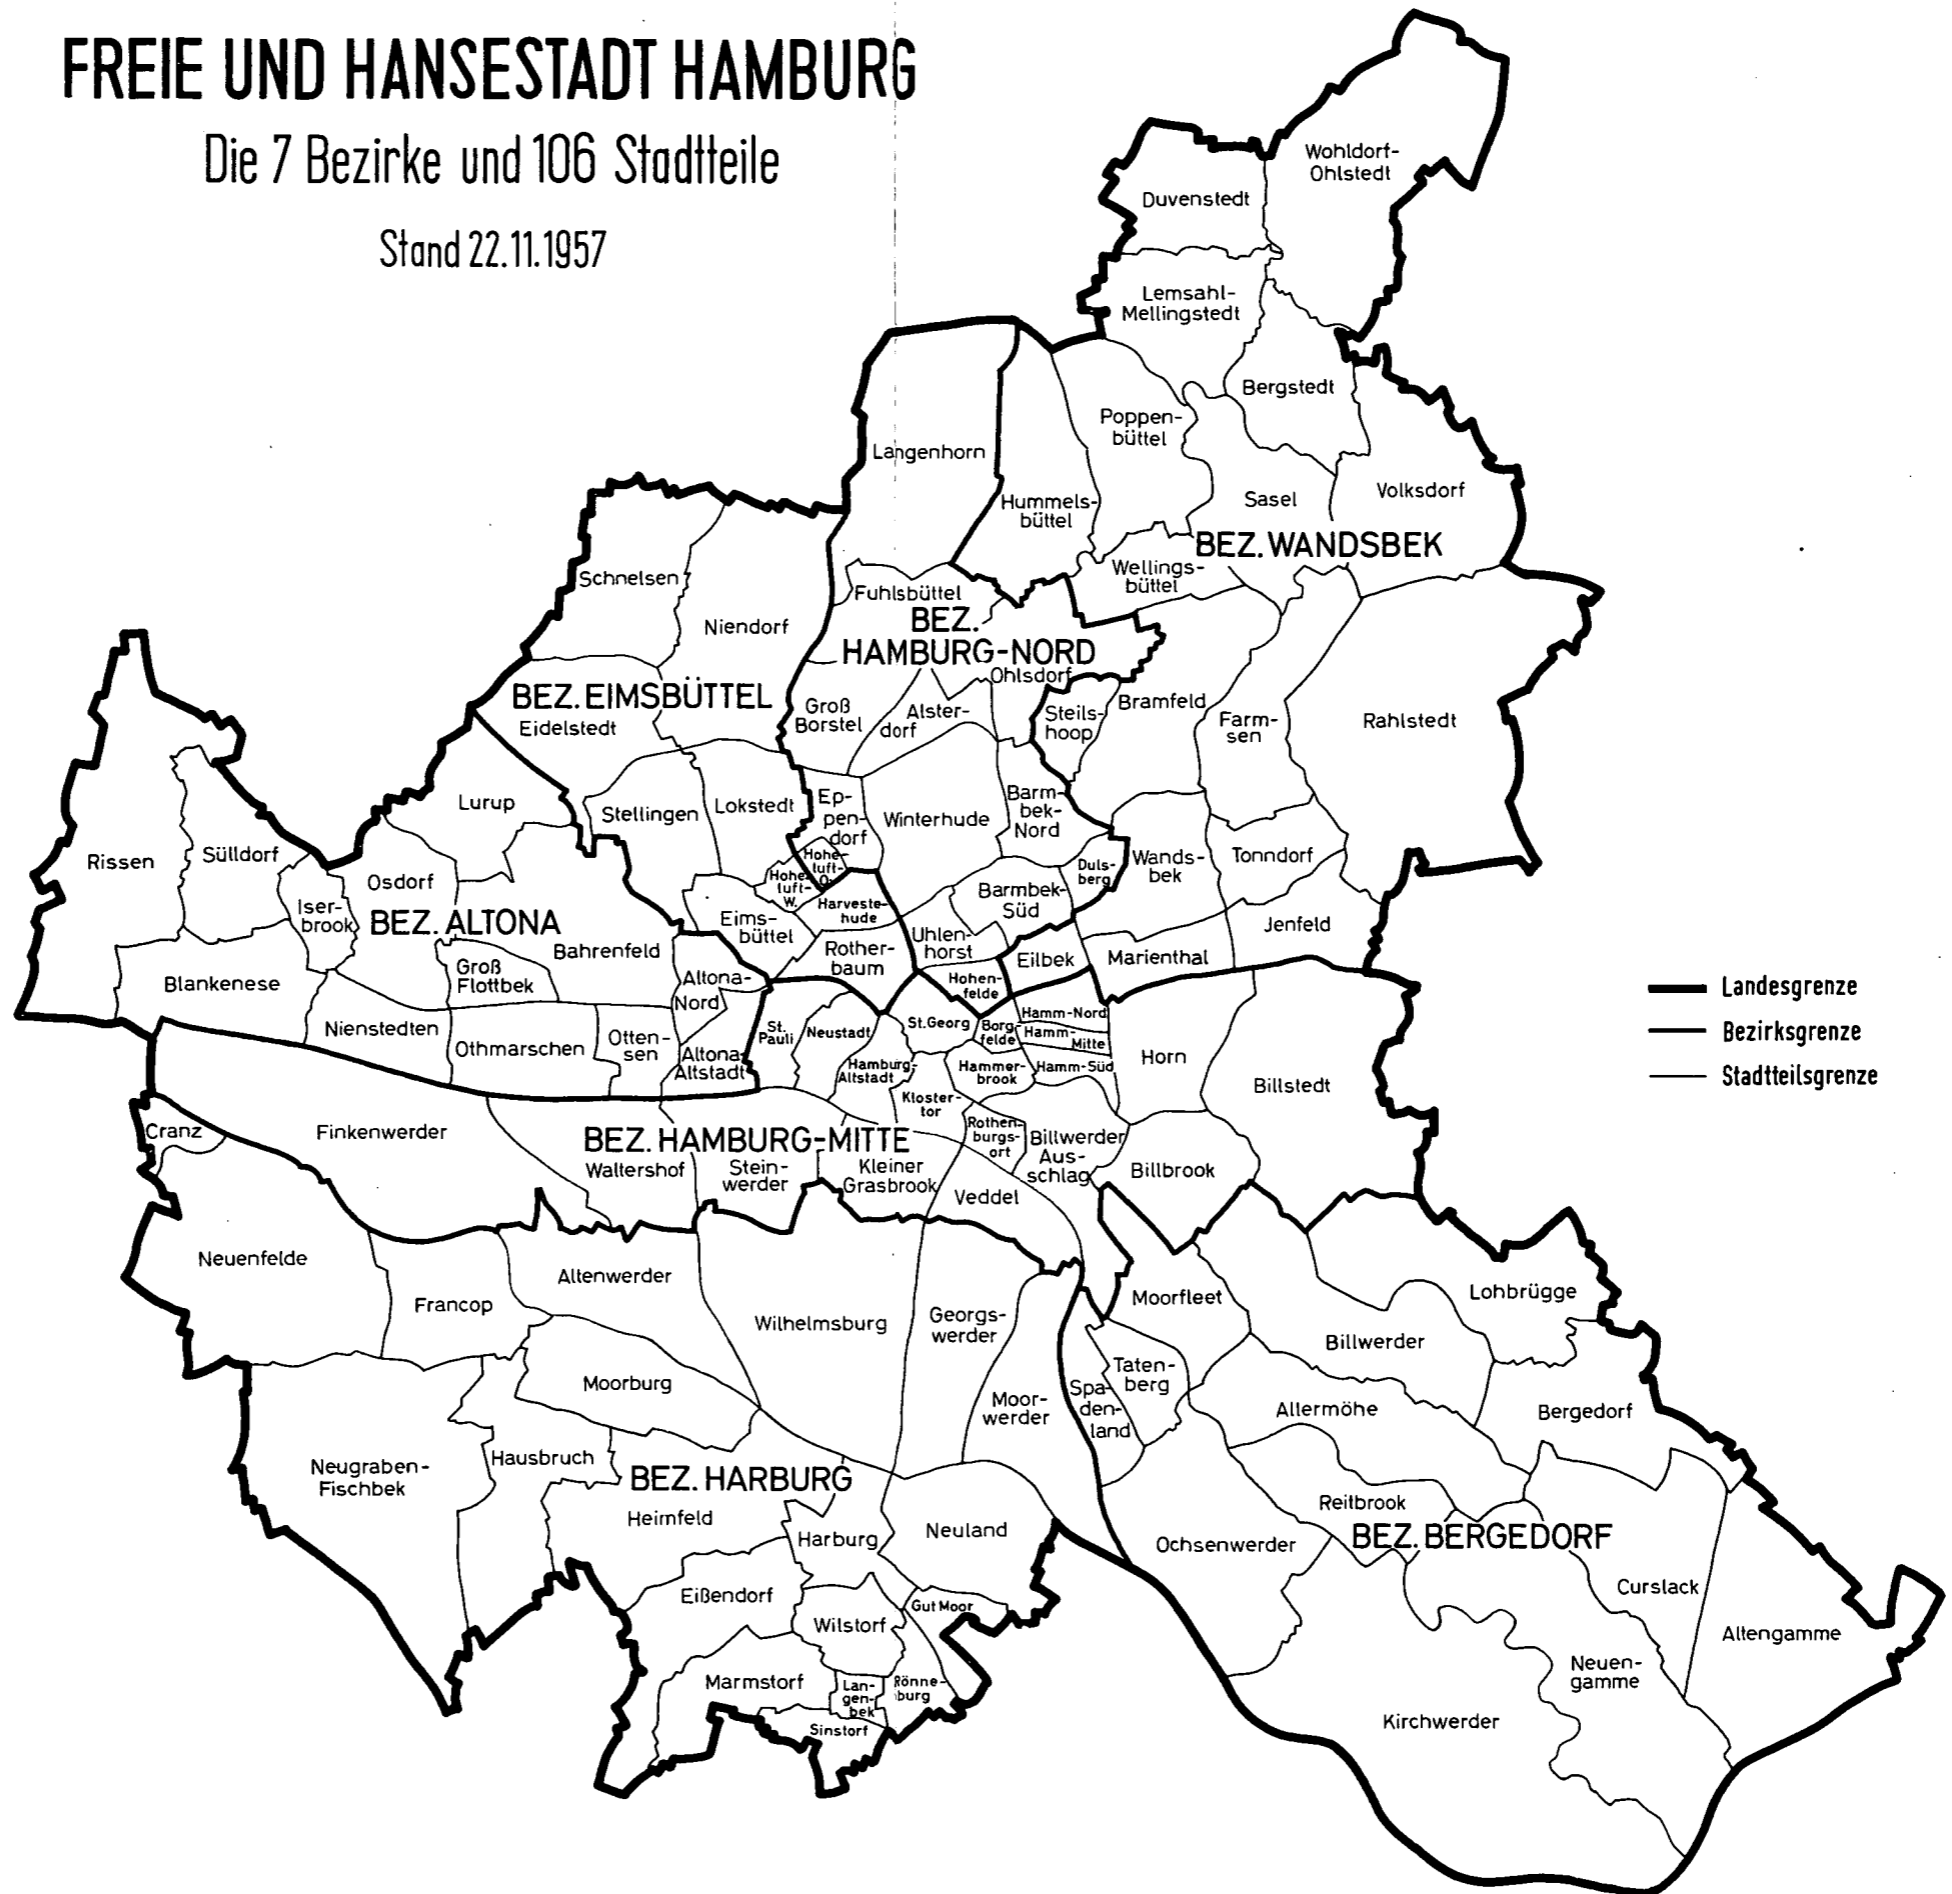 FREIE UND HANSESTADT HAMBURG
Die 7 Bezirke und 106 Stadtteile
Stand 22.11.1957
Wohldorf-
Ohlstedt
Duvenstedt
Lemsahl-
Mellingstedt
Bergstedt
Poppen-
büttel
Langenhorn
Hummels-
büttel
Sasel
Volksdorf
BEZ. WANDSBEK
Wellings-
büttel
Schnelsen
Niendorf
Fuhlsbüttel
BEZ.
HAMBURG-NORD
Ohlsdorf
BEZ. EIMSBÜTTEL
Eidelstedt
Groß
Borstel
Alster-
dorf
Steils-
hoop
Bramfeld
Farm-
sen
Rahlstedt
Lurup
Stellingen
Lokstedt
Ep-
pen-
dorf
Winterhude
Barm-
bek-
Nord
Rissen
Sülldorf
Osdorf
Iser-
brook
BEZ. ALTONA
Hohe-
luft-
O.
Hohe-
luft-
W.
Harveste-
hude
Duls-
berg
Wands-
bek
Tonndorf
Barmbek-
Süd
Eims-
büttel
Rother-
baum
Uhlen-
horst
Eilbek
Marienthal
Jenfeld
Bahrenfeld
Groß
Flottbek
Blankenese
Altona-
Nord
Hohen-
felde
Landesgrenze
Bezirksgrenze
Stadtteilsgrenze
Nienstedten
Othmarschen
Otten-
sen
Altona-
Altstadt
St.
Pauli
Neustadt
St.Georg
Borg-
felde
Hamm-Nord
Hamm-
Mitte
Hamm-Süd
Hamburg-
Altstadt
Hammer-
brook
Horn
Billstedt
Kloster-
tor
Cranz
Finkenwerder
BEZ. HAMBURG-MITTE
Waltershof
Stein-
werder
Kleiner
Grasbrook
Rothen-
burgs-
ort
Billwerder
Aus-
schlag
Billbrook
Veddel
Neuenfelde
Francop
Altenwerder
Wilhelmsburg
Georgs-
werder
Moorfleet
Lohbrügge
Billwerder
Moorburg
Moor-
werder
Spa-
den-
land
Taten-
berg
Allermöhe
Bergedorf
Neugraben-
Fischbek
Hausbruch
BEZ. HARBURG
Heimfeld
Harburg
Neuland
Reitbrook
BEZ. BERGEDORF
Ochsenwerder
Curslack
Altengamme
Eißendorf
Wilstorf
Gut Moor
Marmstorf
Lan-
gen-
bek
Rönne-
burg
Sinstorf
Neuen-
gamme
Kirchwerder